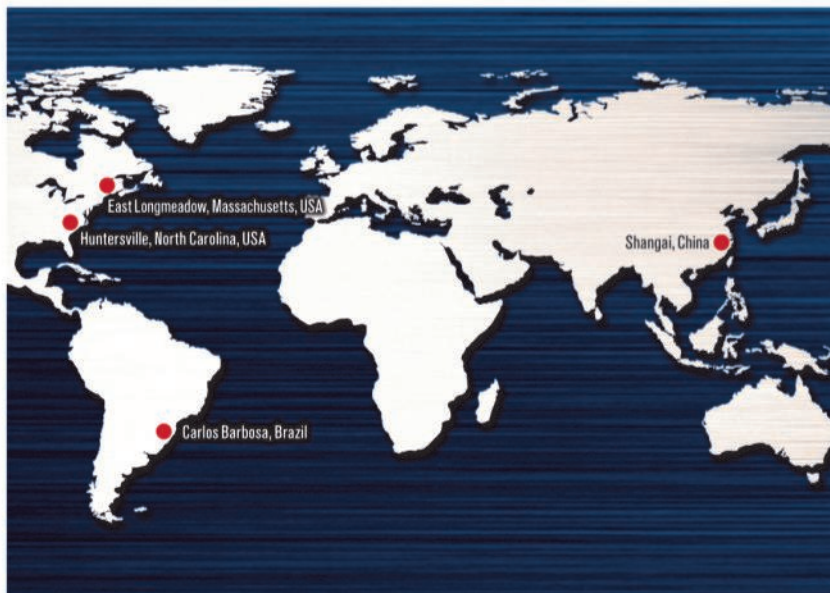 East Longmeadow, Massachusetts, USA
Huntersville, North Carolina, USA
Shangai, China
Carlos Barbosa, Brazil